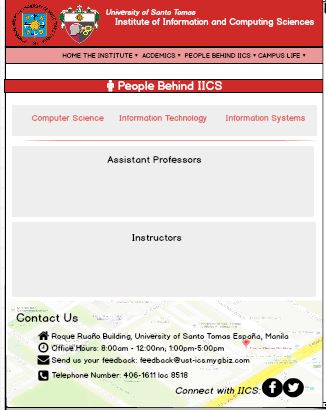 University of Santo Tomas
Institute of Information and Computing Sciences
HOME THE INSTITUTE ACDEMICS PEOPLE BEHIND IICS CAMPUS LIFE
People Behind IICS
Computer Science Information Technology Information Systems
Assistant Professors
Instructors
Contact Us
Roque Ruaño Building, University of Santo Tomas España, Manila
Office Hours: 8:00am - 12:00nn; 1:00pm-5:00pm
Send us your feedback: feedback@ust-ics.mygbiz.com
Telephone Number: 406-1611 loc 8518
Connect with IICS: